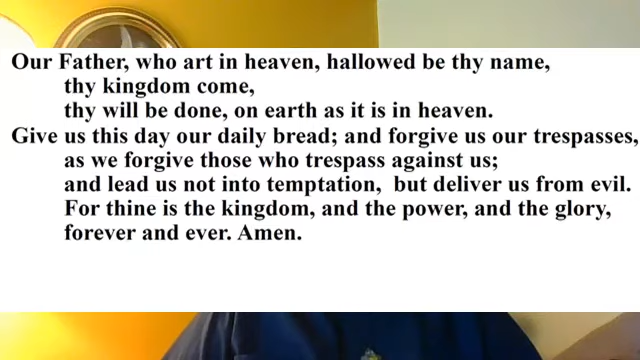 Our Father, who art in heaven, hallowed be thy name,
thy kingdom come,
thy will be done, on earth as it is in heaven.
Give us this day our daily bread; and forgive us our trespasses,
as we forgive those who trespass against us;
and lead us not into temptation,  but deliver us from evil.
For thine is the kingdom, and the power, and the glory,
forever and ever. Amen.